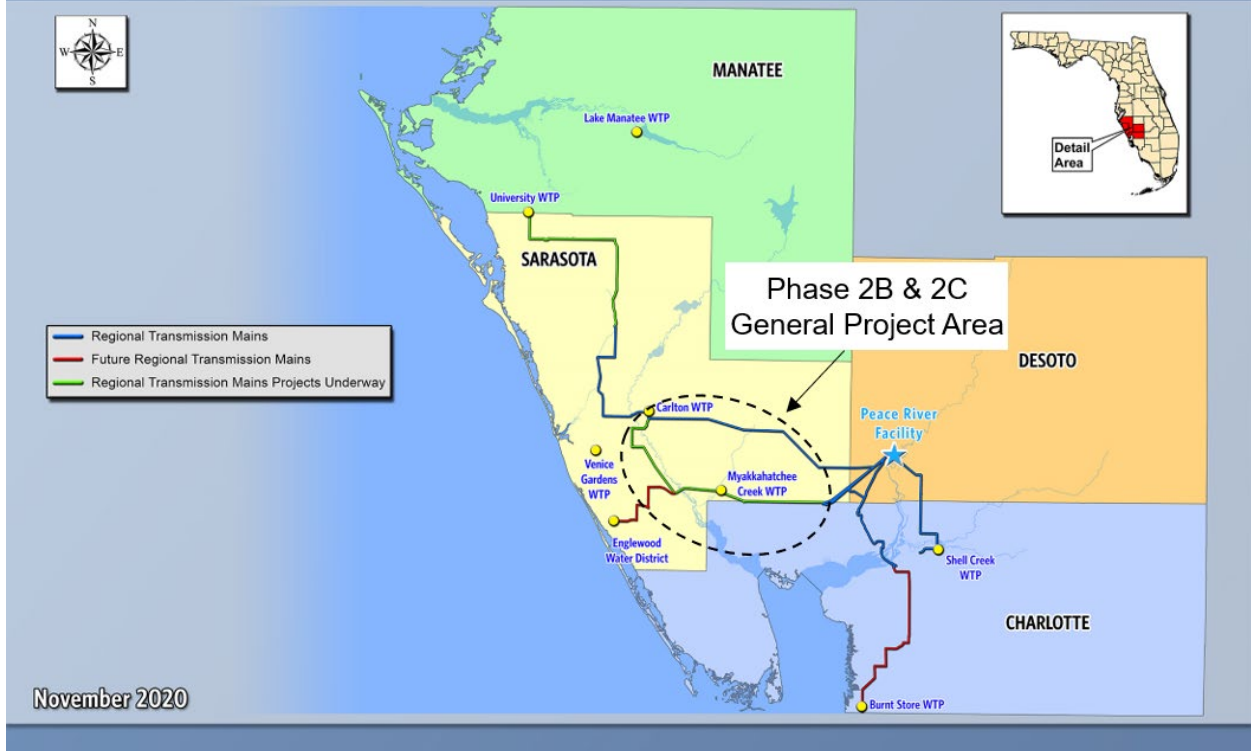 N
W
E
S
MANATEE
Lake Manatee WTP
Detail
Area
University WTP
SARASOTA
Phase 2B & 2C
General Project Area
Regional Transmission Mains
Future Regional Transmission Mains
Regional Transmission Mains Projects Underway
DESOTO
Carlton WTP
Peace River
Facility
Venice
Gardens
WTP
Myakkahatchee
Creek WTP
Englewood
Water District
Shell Creek
WTP
CHARLOTTE
November 2020
Burnt Store WTP